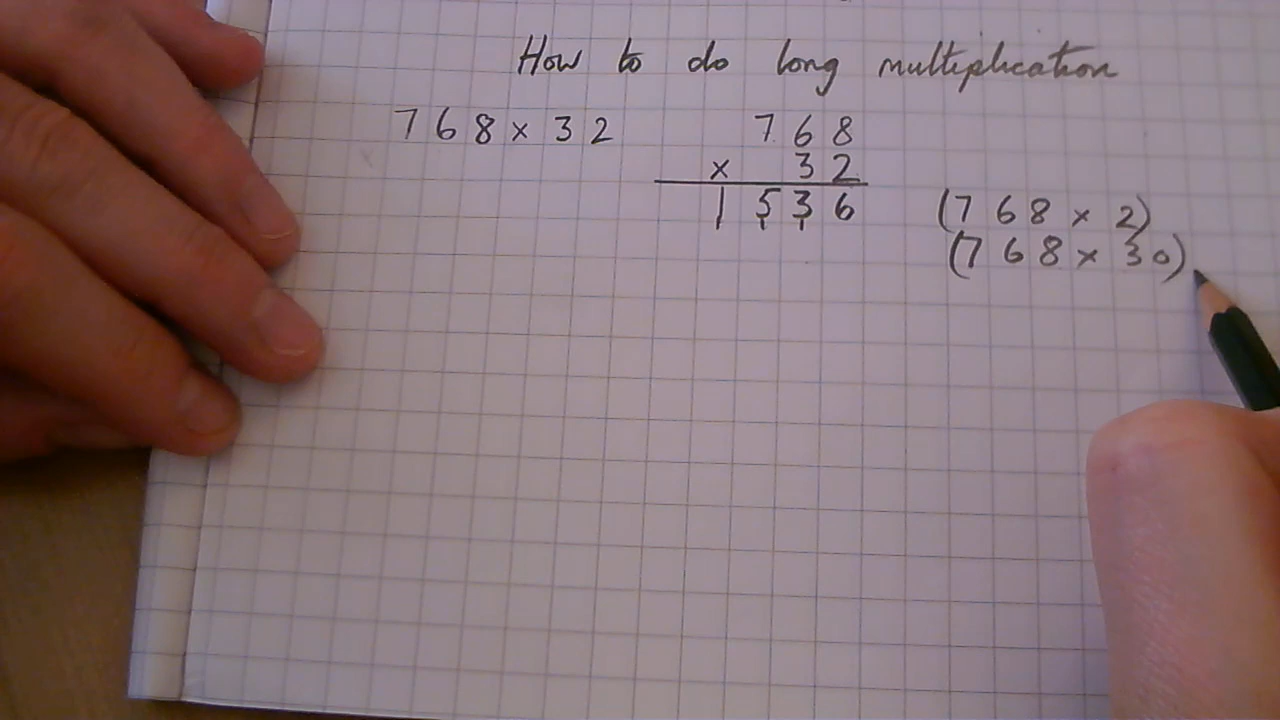 How to do long multiplication
768 × 32
768
× 32
1536 (768 × 2)
(768 × 30)